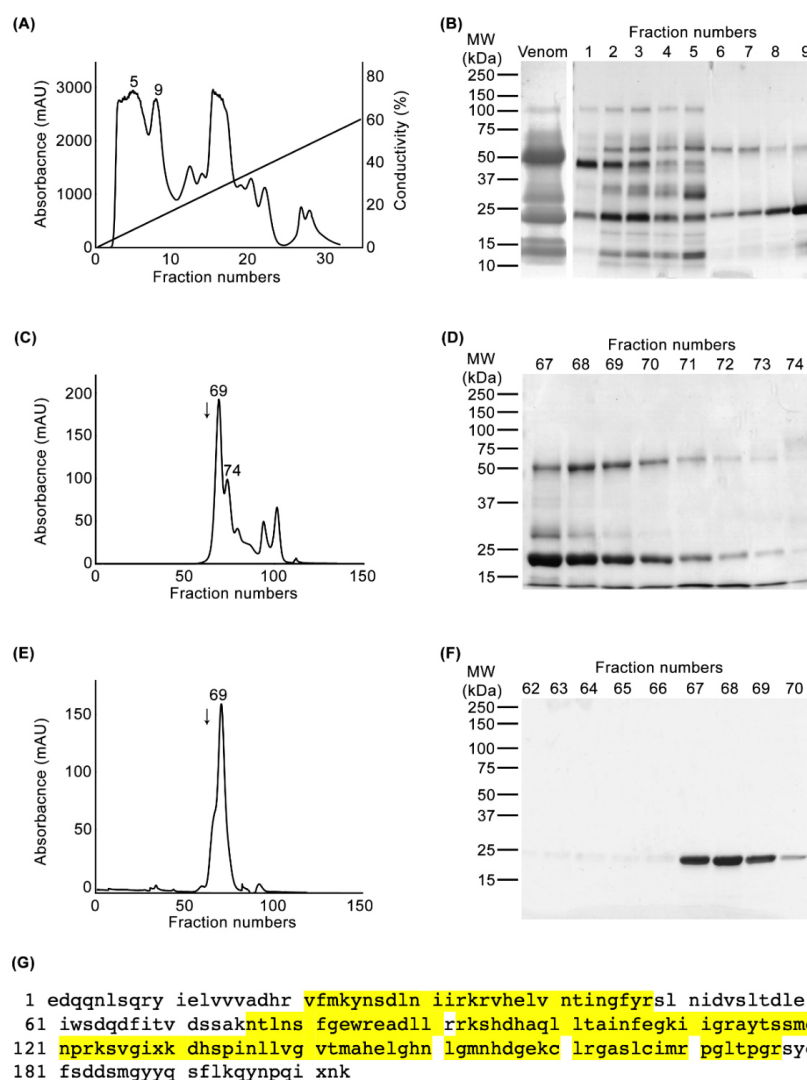 (A)
Absorbacnce (mAU)
3000
2000
1000
0
5 9
80
60
40
20
0
Conductivity (%)
0 10 20 30
Fraction numbers
(B)
Fraction numbers
MW
(kDa)
Venom 1 2 3 4 5 6 7 8 9
250
150
100
75
50
37
25
15
10
(C)
Absorbacnce (mAU)
200
150
100
50
0
↓ 69
74
0 50 100 150
Fraction numbers
(D)
Fraction numbers
MW
(kDa)
67 68 69 70 71 72 73 74
250
150
100
75
50
37
25
15
(E)
Absorbacnce (mAU)
150
100
50
0
↓ 69
0 50 100 150
Fraction numbers
(F)
Fraction numbers
MW
(kDa)
62 63 64 65 66 67 68 69 70
250
150
100
75
50
37
25
15
(G)
1 edqqnlsqry ielvvvadhr vfmkynsdln iirkrvhelv ntingfyrsl nidvsltdle
61 iwsdqdfitv dssakntlns fgewreadll rrkshdhaql ltainfegki igraytssm
121 nprksvgixk dhspinllvg vtmahelghn lgmnhdgekc lrgaslcimr pgltpgrsy
181 fsddsmgyyq sflkqynpqi xnk